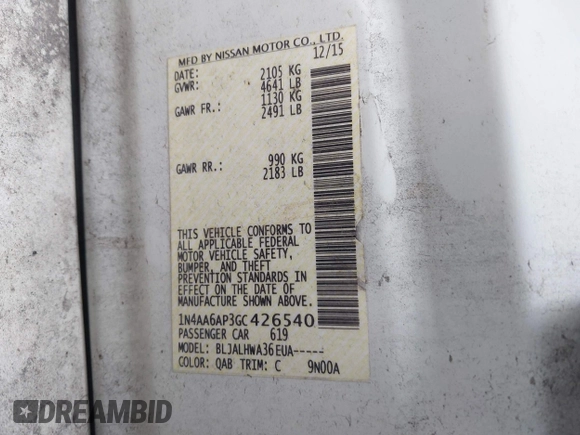 MFD BY NISSAN MOTOR CO., LTD.
12/15
DATE: 2105 KG
GVWR: 4641 LB
1130 KG
GAWR FR.: 2491 LB
990 KG
GAWR RR.: 2183 LB
THIS VEHICLE CONFORMS TO
ALL APPLICABLE FEDERAL
MOTOR VEHICLE SAFETY,
BUMPER, AND THEFT
PREVENTION STANDARDS IN
EFFECT ON THE DATE OF
MANUFACTURE SHOWN ABOVE.
1N4AA6AP3GC426540
PASSENGER CAR 619
MODEL: BLJALHWA36EUA-----
COLOR: QAB TRIM: C 9N00A
DREAMBID